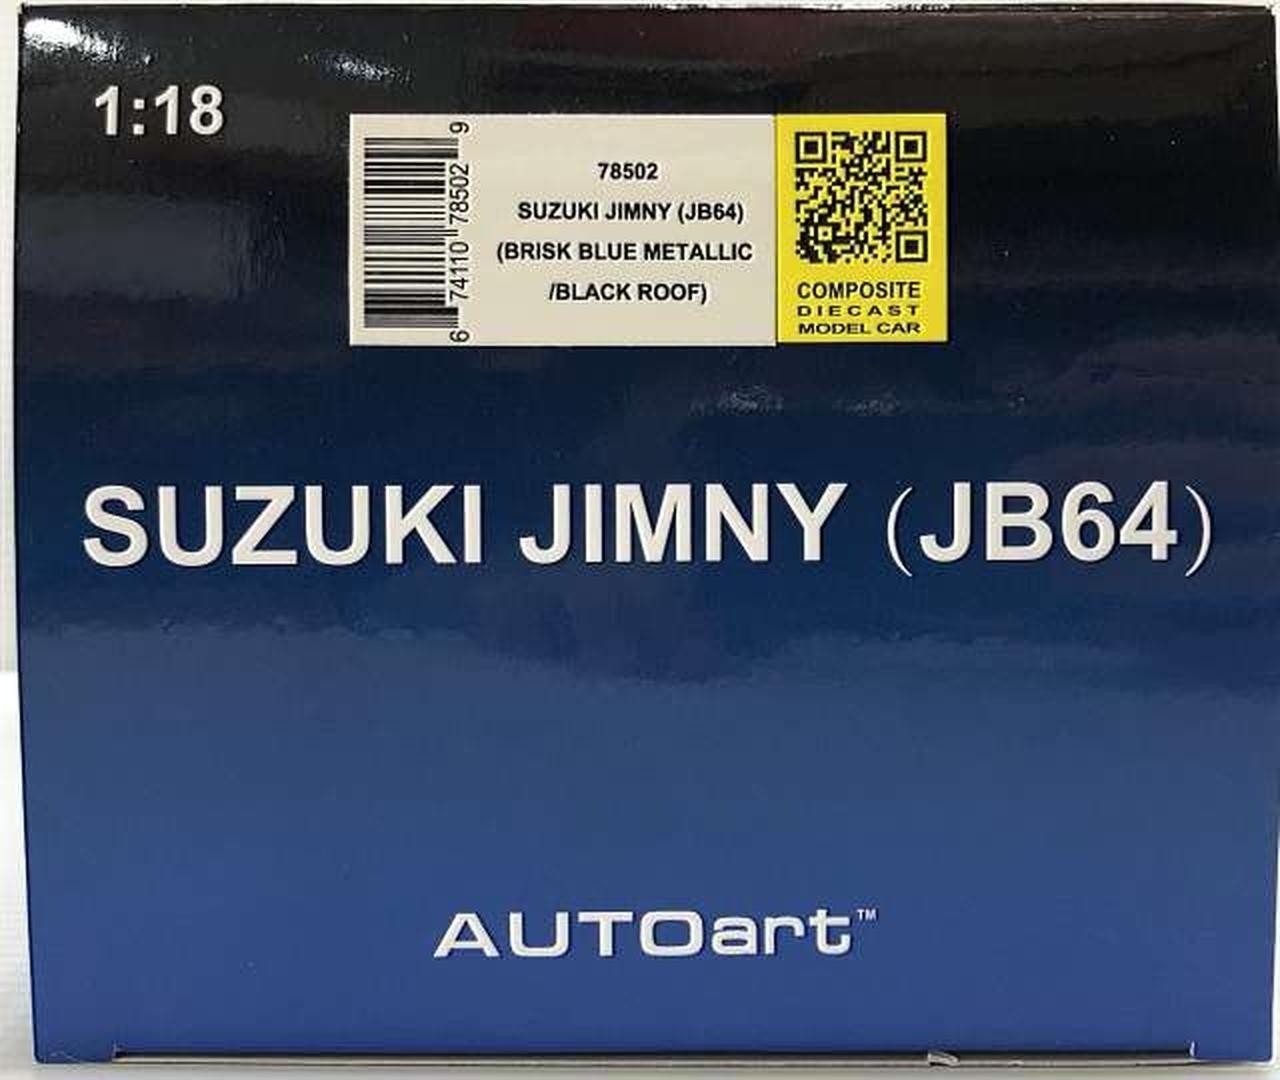 1:18
6 74110 78502 9
78502
SUZUKI JIMNY (JB64)
(BRISK BLUE METALLIC
/BLACK ROOF)
COMPOSITE
DIECAST
MODEL CAR
SUZUKI JIMNY (JB64)
AUTOart™